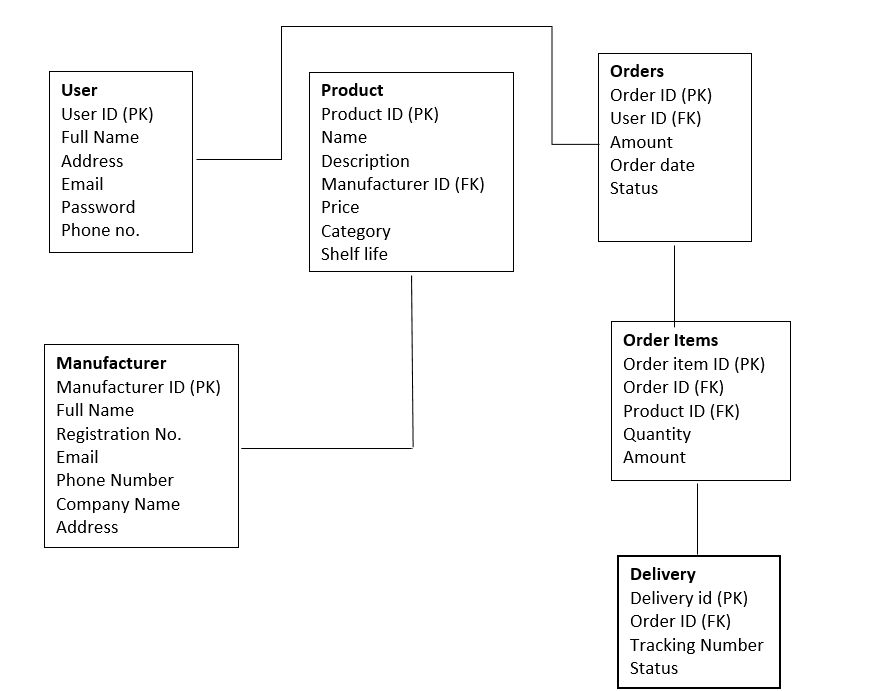 User
User ID (PK)
Full Name
Address
Email
Password
Phone no.
Product
Product ID (PK)
Name
Description
Manufacturer ID (FK)
Price
Category
Shelf life
Orders
Order ID (PK)
User ID (FK)
Amount
Order date
Status
Manufacturer
Manufacturer ID (PK)
Full Name
Registration No.
Email
Phone Number
Company Name
Address
Order Items
Order item ID (PK)
Order ID (FK)
Product ID (FK)
Quantity
Amount
Delivery
Delivery id (PK)
Order ID (FK)
Tracking Number
Status